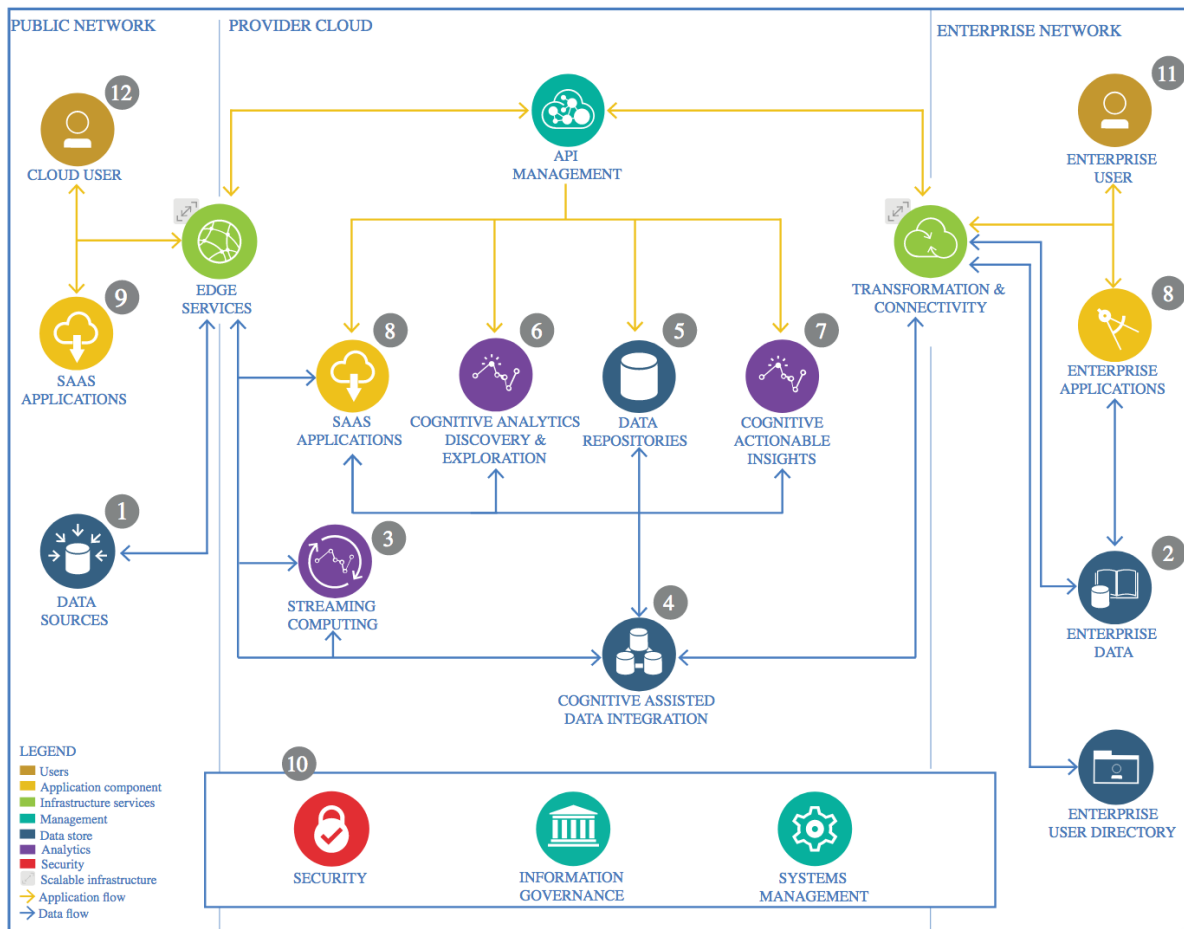 PUBLIC NETWORK
PROVIDER CLOUD
ENTERPRISE NETWORK
12
CLOUD USER
API
MANAGEMENT
11
ENTERPRISE
USER
EDGE
SERVICES
TRANSFORMATION &
CONNECTIVITY
9
SAAS
APPLICATIONS
8
SAAS
APPLICATIONS
6
COGNITIVE ANALYTICS
DISCOVERY &
EXPLORATION
5
DATA
REPOSITORIES
7
COGNITIVE
ACTIONABLE
INSIGHTS
8
ENTERPRISE
APPLICATIONS
1
DATA
SOURCES
3
STREAMING
COMPUTING
4
COGNITIVE ASSISTED
DATA INTEGRATION
2
ENTERPRISE
DATA
ENTERPRISE
USER DIRECTORY
LEGEND
Users
Application component
Infrastructure services
Management
Data store
Analytics
Security
Scalable infrastructure
Application flow
Data flow
10
SECURITY
INFORMATION
GOVERNANCE
SYSTEMS
MANAGEMENT